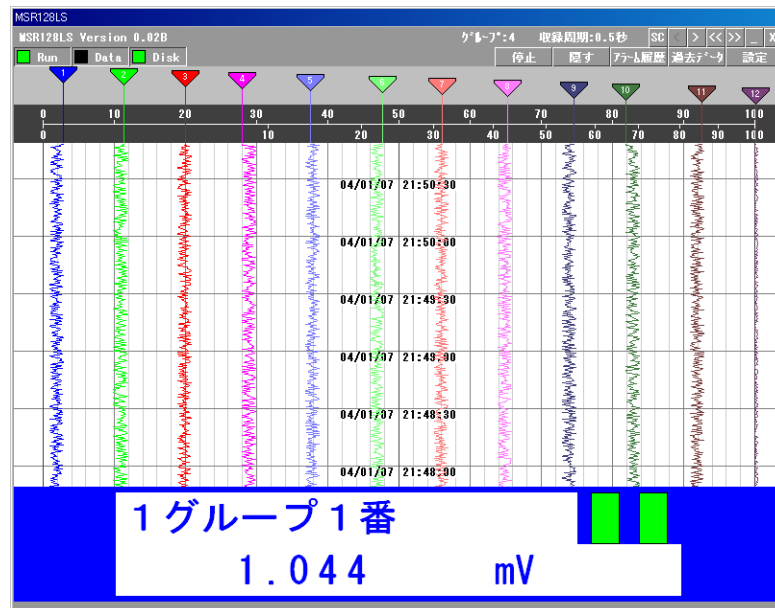 MSR128LS
MSR128LS Version 0.02B ｸﾞﾙｰﾌﾟ:4 収録周期:0.5秒 SC < > << >> _ X
Run Data Disk 停止 隠す ｱﾗｰﾑ履歴 過去ﾃﾞｰﾀ 設定
1 2 3 4 5 6 7 8 9 10 11 12
0 10 20 30 40 50 60 70 80 90 100
0 10 20 30 40 50 60 70 80 90 100
04/01/07 21:50:30
04/01/07 21:50:00
04/01/07 21:49:30
04/01/07 21:49:00
04/01/07 21:48:30
04/01/07 21:48:00
１グループ１番
1.044 mV